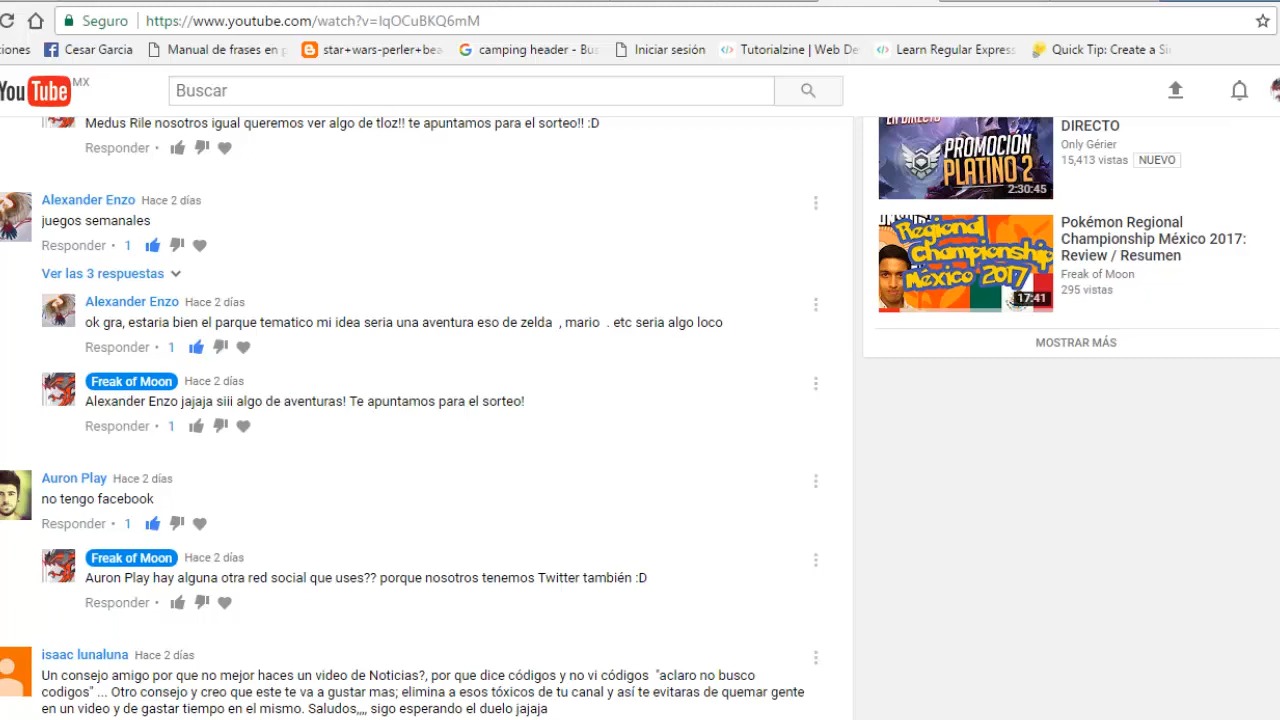 Seguro https://www.youtube.com/watch?v=IqOCuBKQ6mM
iones Cesar Garcia Manual de frases en p star+wars-perler+bea camping header - Bus Iniciar sesión Tutorialzine | Web De Learn Regular Express Quick Tip: Create a Sin
YouTube MX Buscar
Medus Rile nosotros igual queremos ver algo de tloz!! te apuntamos para el sorteo!! :D
Responder •
Alexander Enzo Hace 2 días
juegos semanales
Responder • 1
Ver las 3 respuestas
Alexander Enzo Hace 2 días
ok gra, estaria bien el parque tematico mi idea seria una aventura eso de zelda , mario . etc seria algo loco
Responder • 1
Freak of Moon Hace 2 días
Alexander Enzo jajaja siii algo de aventuras! Te apuntamos para el sorteo!
Responder • 1
Auron Play Hace 2 días
no tengo facebook
Responder • 1
Freak of Moon Hace 2 días
Auron Play hay alguna otra red social que uses?? porque nosotros tenemos Twitter también :D
Responder •
isaac lunaluna Hace 2 días
Un consejo amigo por que no mejor haces un video de Noticias?, por que dice códigos y no vi códigos "aclaro no busco
codigos" ... Otro consejo y creo que este te va a gustar mas; elimina a esos tóxicos de tu canal y así te evitaras de quemar gente
en un video y de gastar tiempo en el mismo. Saludos,,,, sigo esperando el duelo jajaja
EN DIRECTO
PROMOCIÓN
PLATINO 2
2:30:45
DIRECTO
Only Gérier
15,413 vistas NUEVO
Regional
Championship
México 2017
17:41
Pokémon Regional
Championship México 2017:
Review / Resumen
Freak of Moon
295 vistas
MOSTRAR MÁS